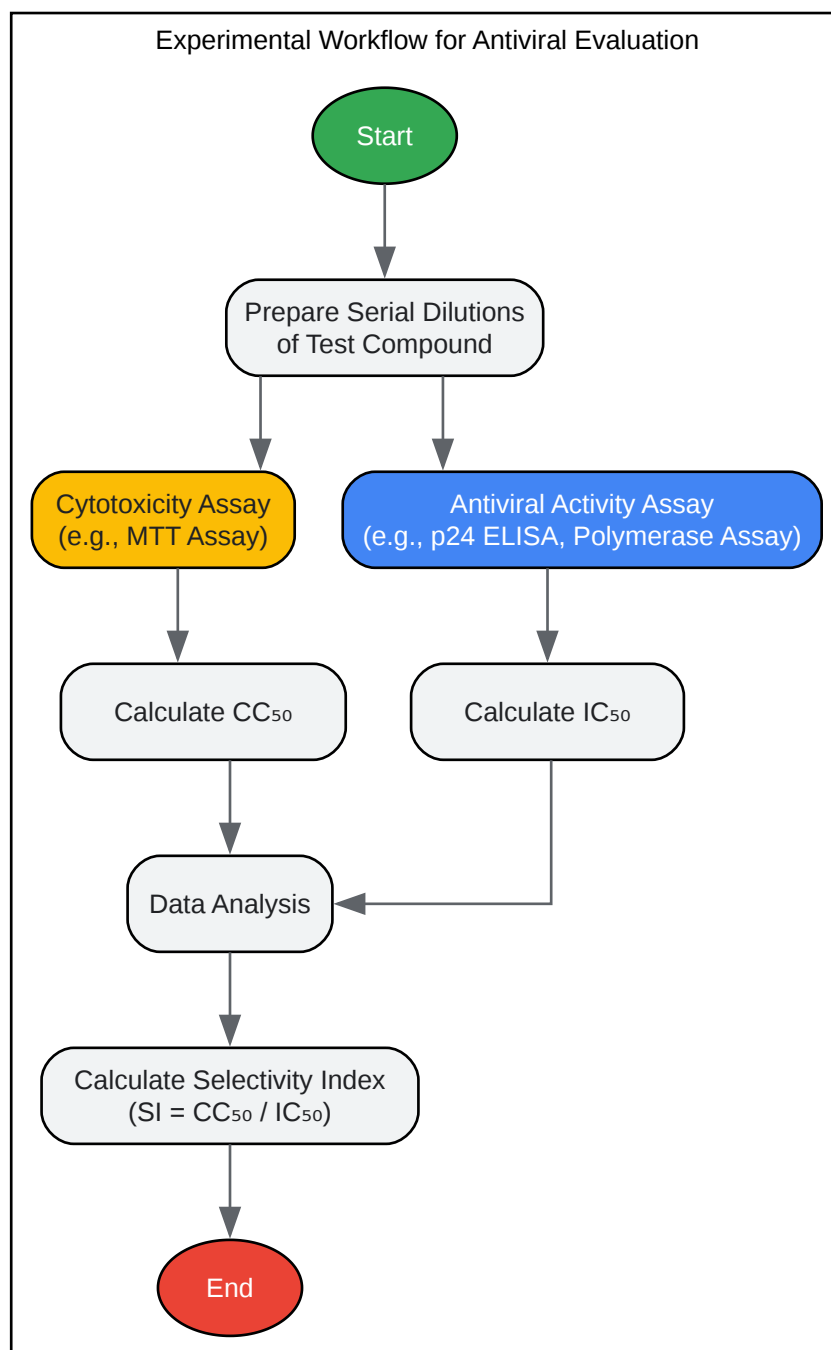 Experimental Workflow for Antiviral Evaluation
Start
Prepare Serial Dilutions
of Test Compound
Cytotoxicity Assay
(e.g., MTT Assay)
Antiviral Activity Assay
(e.g., p24 ELISA, Polymerase Assay)
Calculate CC₅₀
Calculate IC₅₀
Data Analysis
Calculate Selectivity Index
(SI = CC₅₀ / IC₅₀)
End